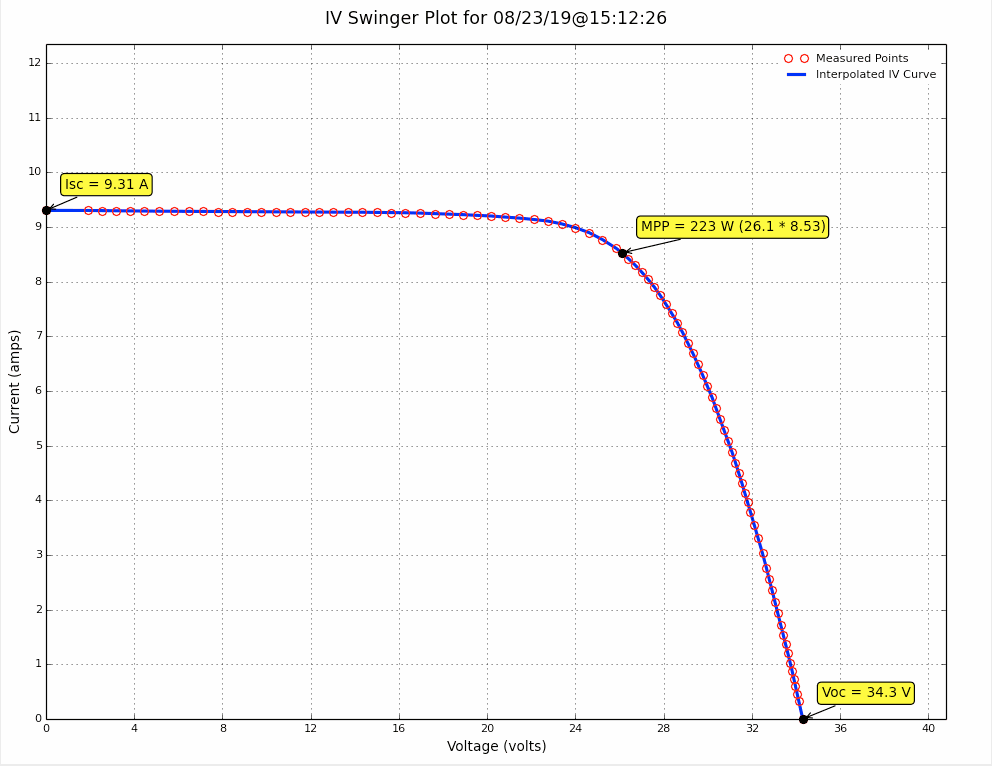 IV Swinger Plot for 08/23/19@15:12:26
Measured Points
Interpolated IV Curve
12
11
10
9
8
7
6
5
4
3
2
1
0
Isc = 9.31 A
MPP = 223 W (26.1 * 8.53)
Voc = 34.3 V
Current (amps)
0 4 8 12 16 20 24 28 32 36 40
Voltage (volts)